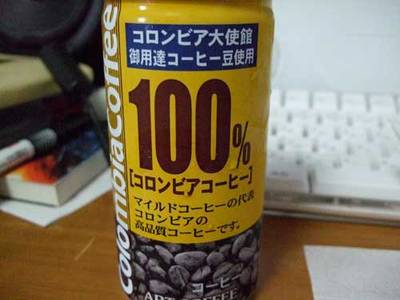 コロンビア大使館
御用達コーヒー豆使用
ColombiaCoffee
100%
[コロンビアコーヒー]
マイルドコーヒーの代表
コロンビアの
高品質コーヒーです。
コーヒー
ART COFFEE